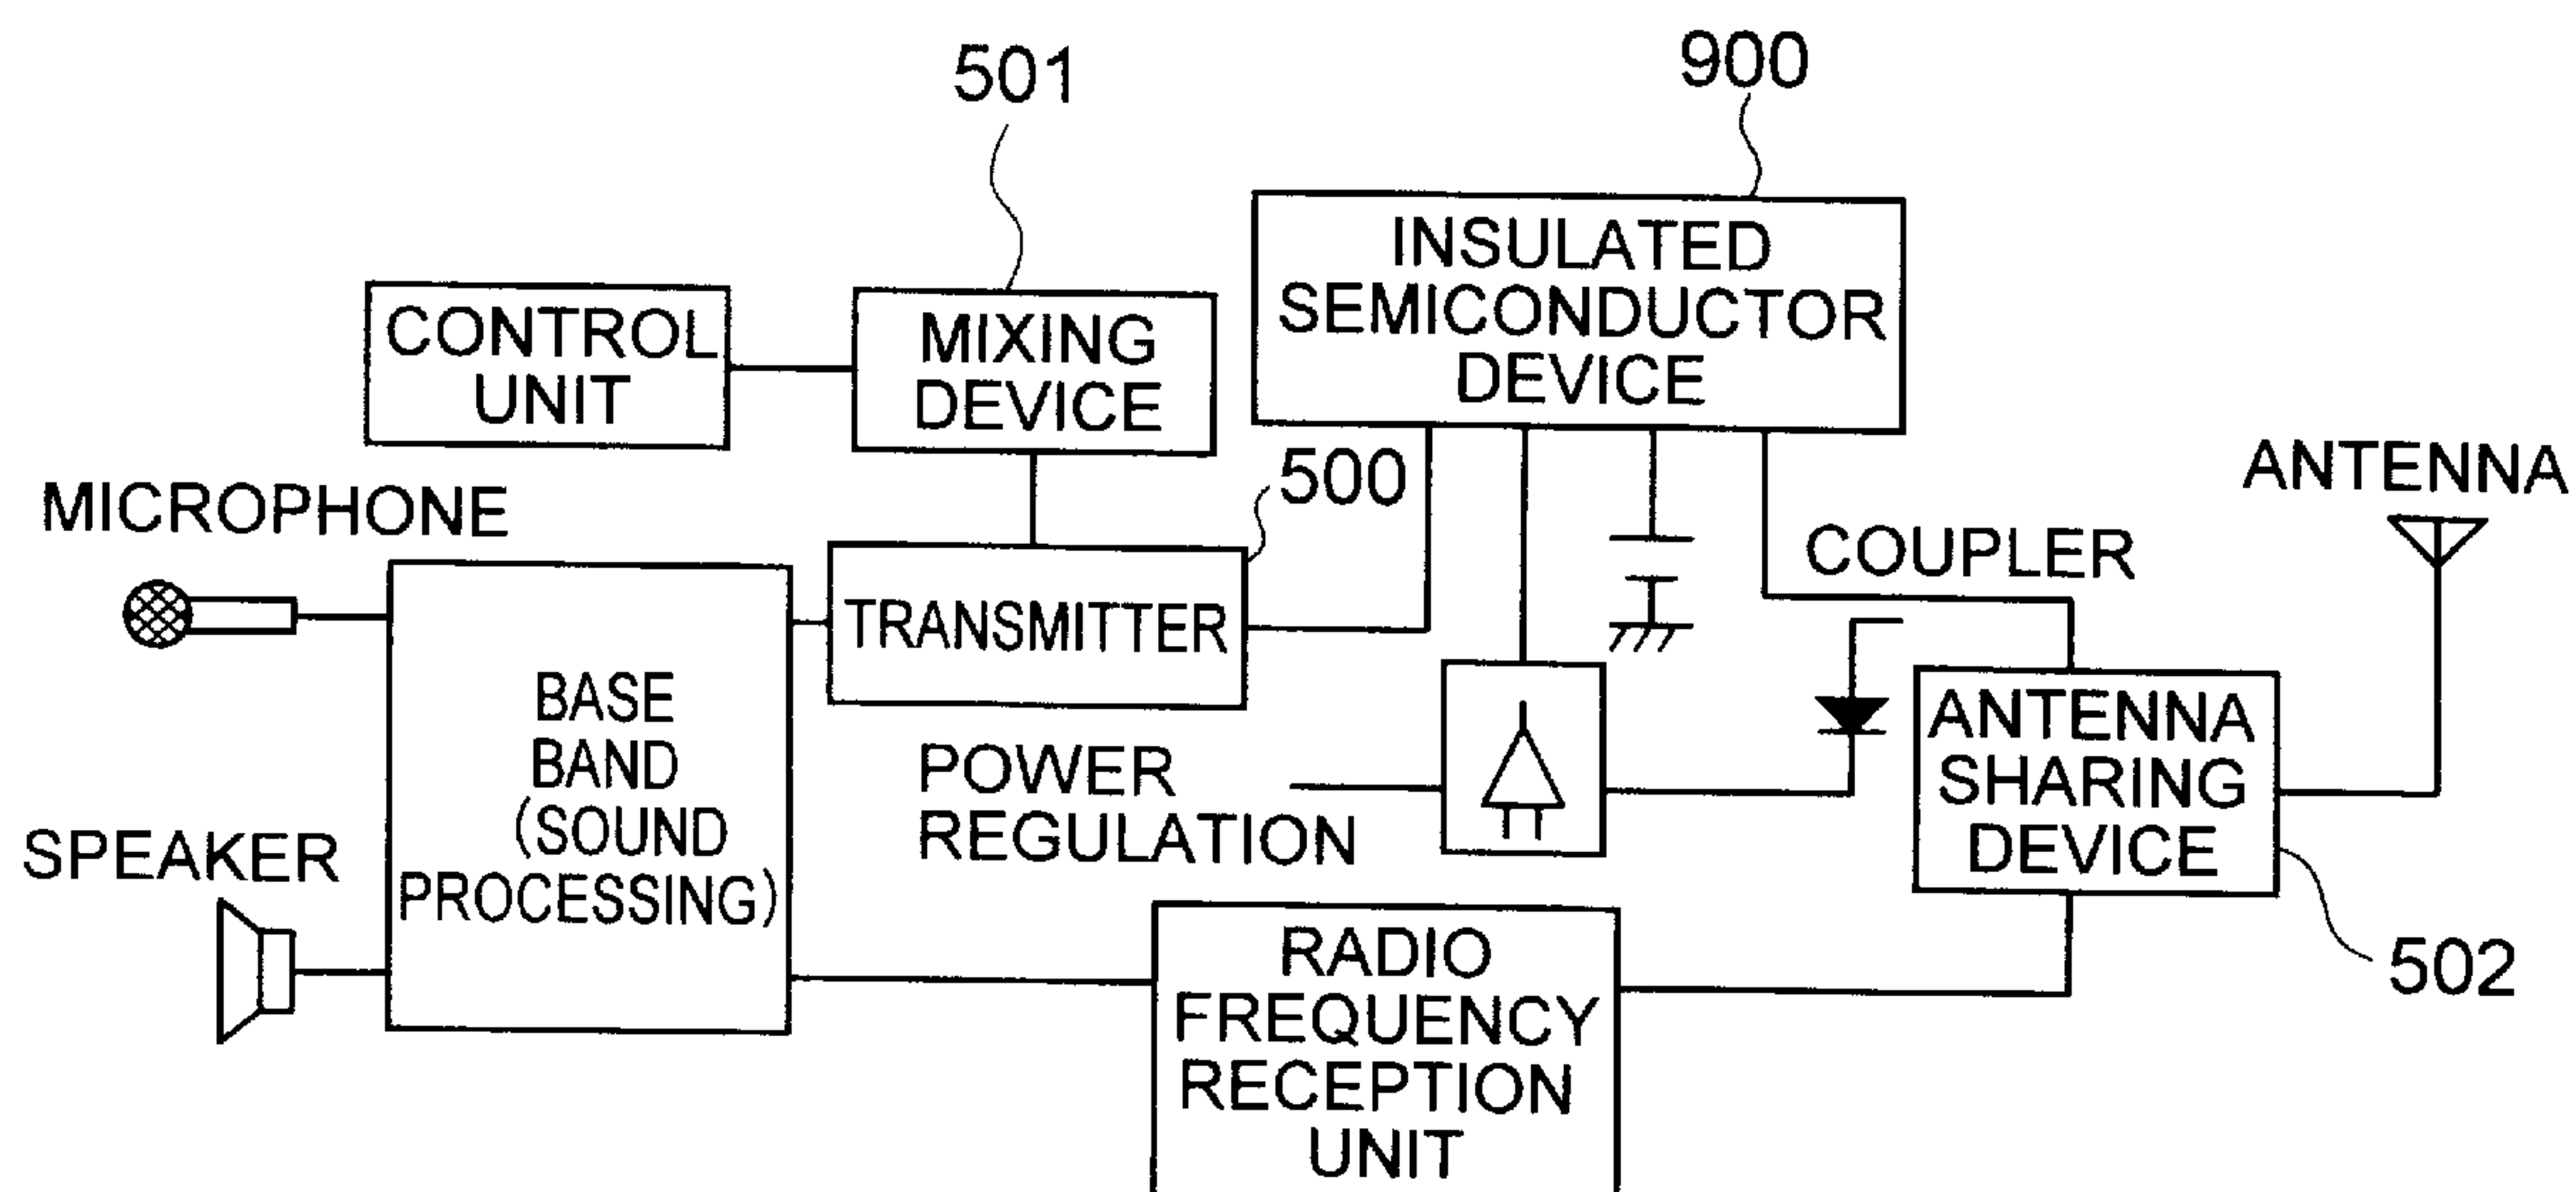 501
900
CONTROL
UNIT
MIXING
DEVICE
INSULATED
SEMICONDUCTOR
DEVICE
500
ANTENNA
MICROPHONE
COUPLER
TRANSMITTER
BASE
BAND
(SOUND
PROCESSING)
POWER
REGULATION
ANTENNA
SHARING
DEVICE
SPEAKER
RADIO
FREQUENCY
RECEPTION
UNIT
502